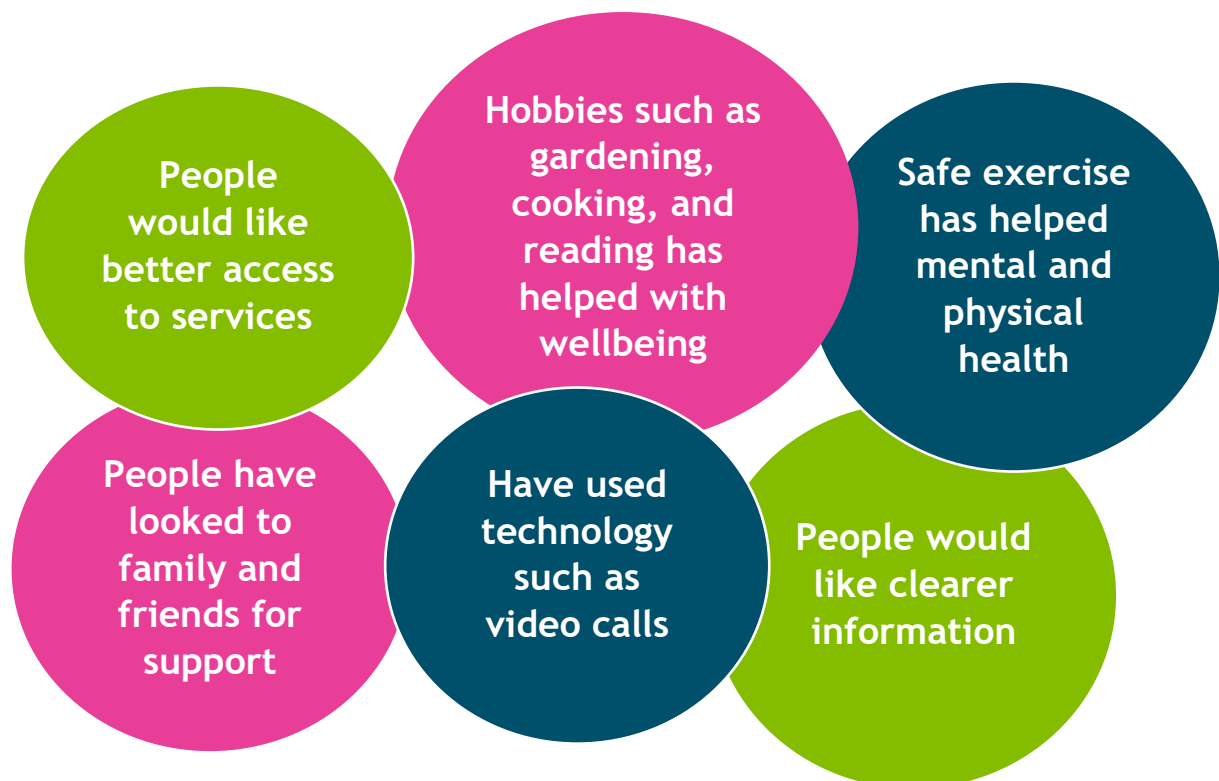 People
would like
better access
to services
Hobbies such as
gardening,
cooking, and
reading has
helped with
wellbeing
Safe exercise
has helped
mental and
physical
health
People have
looked to
family and
friends for
support
Have used
technology
such as
video calls
People would
like clearer
information